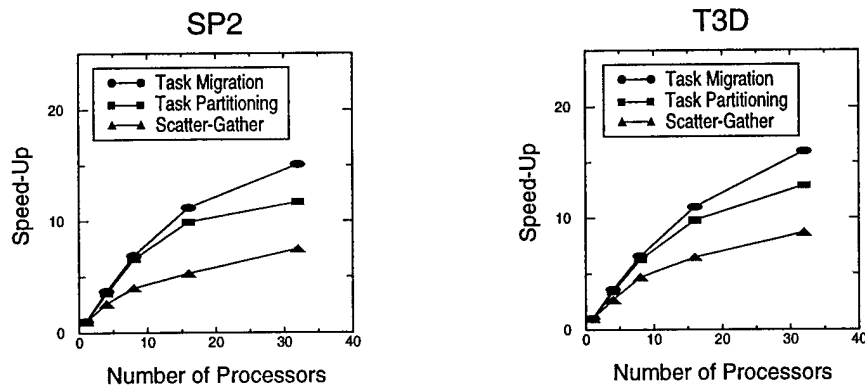 SP2
Task Migration
Task Partitioning
Scatter-Gather
Speed-Up
20
10
0
0
10
20
30
40
Number of Processors
T3D
Task Migration
Task Partitioning
Scatter-Gather
Speed-Up
20
10
0
0
10
20
30
40
Number of Processors